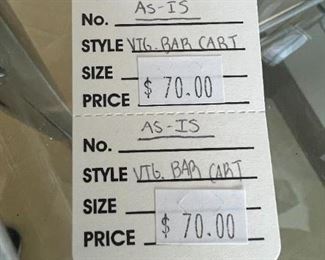 No. AS-IS
STYLE VTG. BAR CART
SIZE
$ 70.00
PRICE
No. AS-IS
STYLE VTG. BAR CART
SIZE
$ 70.00
PRICE